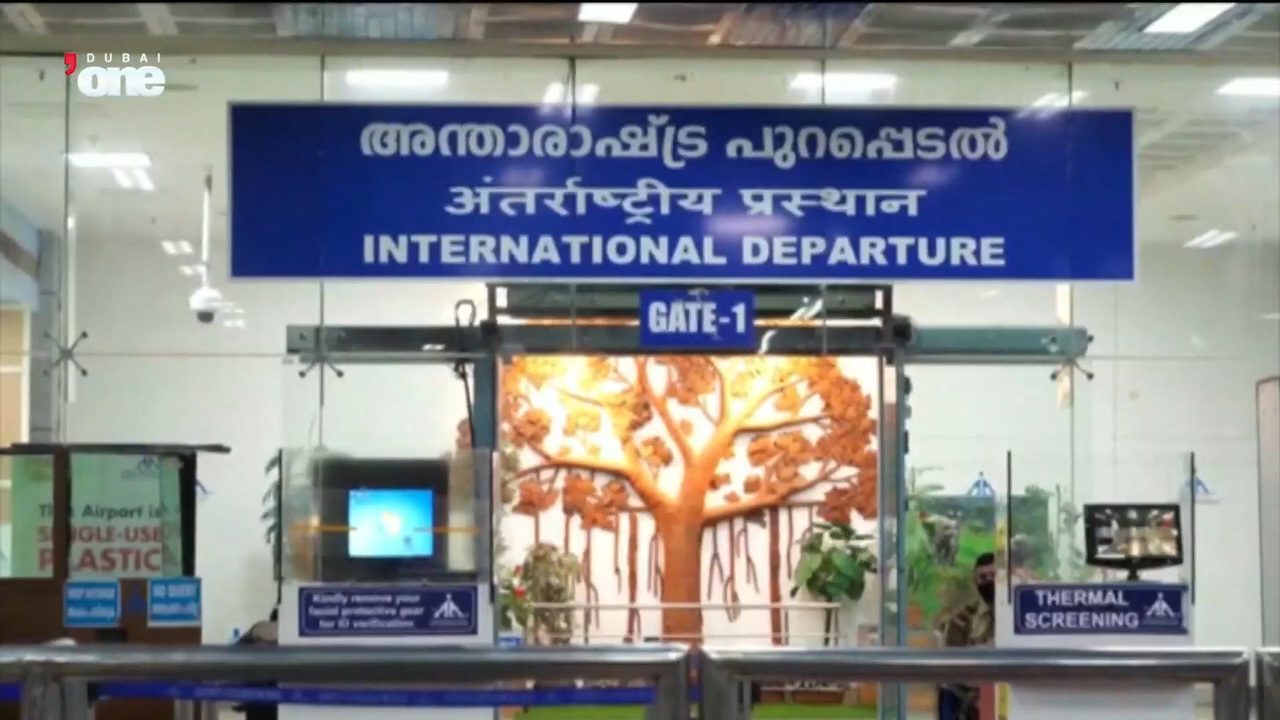 DUBAI
one
അന്താരാഷ്ട്ര പുറപ്പെടൽ
अंतर्राष्ट्रीय प्रस्थान
INTERNATIONAL DEPARTURE
GATE-1
Airport is
SINGLE-USE
PLASTIC
Kindly remove your
facial protective gear
for ID verification
THERMAL
SCREENING